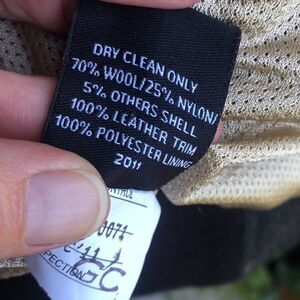 DRY CLEAN ONLY
70% WOOL/25% NYLON/
5% OTHERS SHELL
100% LEATHER TRIM
100% POLYESTER LINING
2011